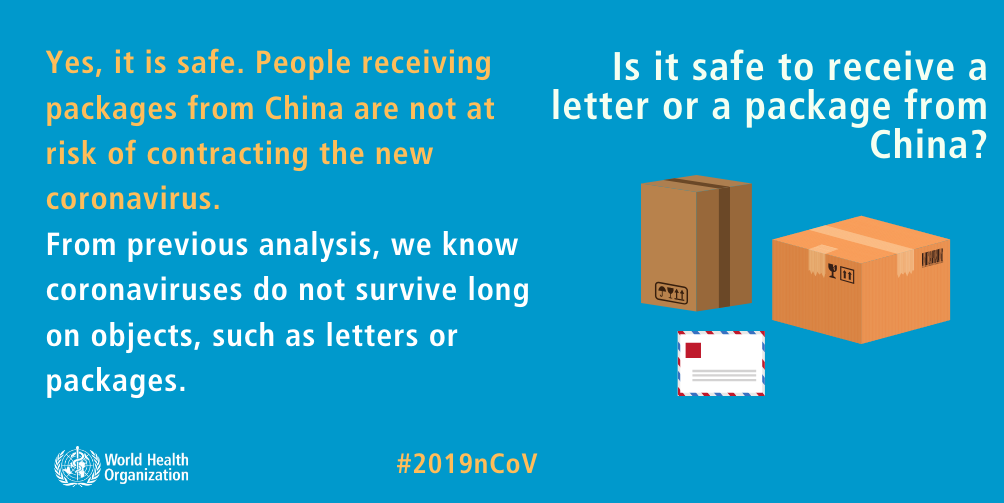 Is it safe to receive a
letter or a package from
China?
Yes, it is safe. People receiving
packages from China are not at
risk of contracting the new
coronavirus.
From previous analysis, we know
coronaviruses do not survive long
on objects, such as letters or
packages.
World Health
Organization
#2019nCoV